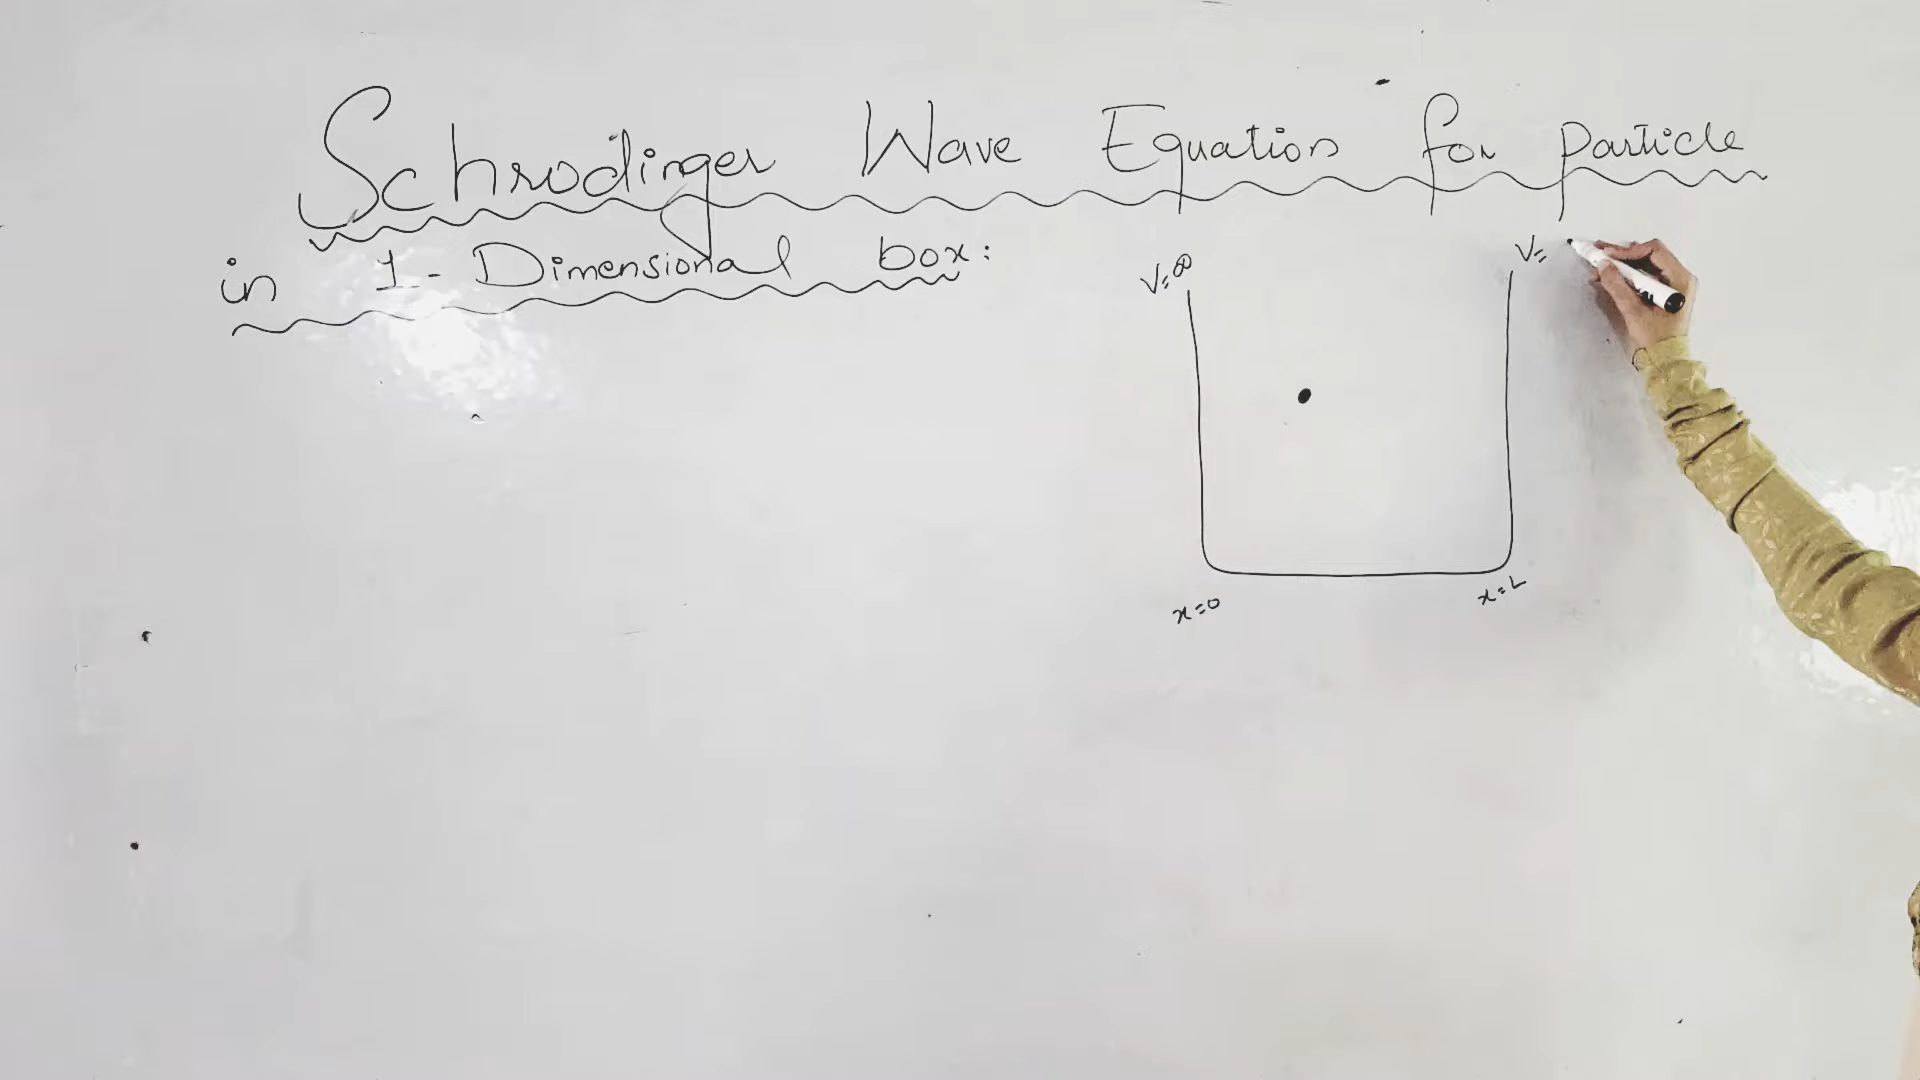 Schrodinger Wave Equation for Particle
in 1 - Dimensional box:
V=∞
V=
x=0
x=L